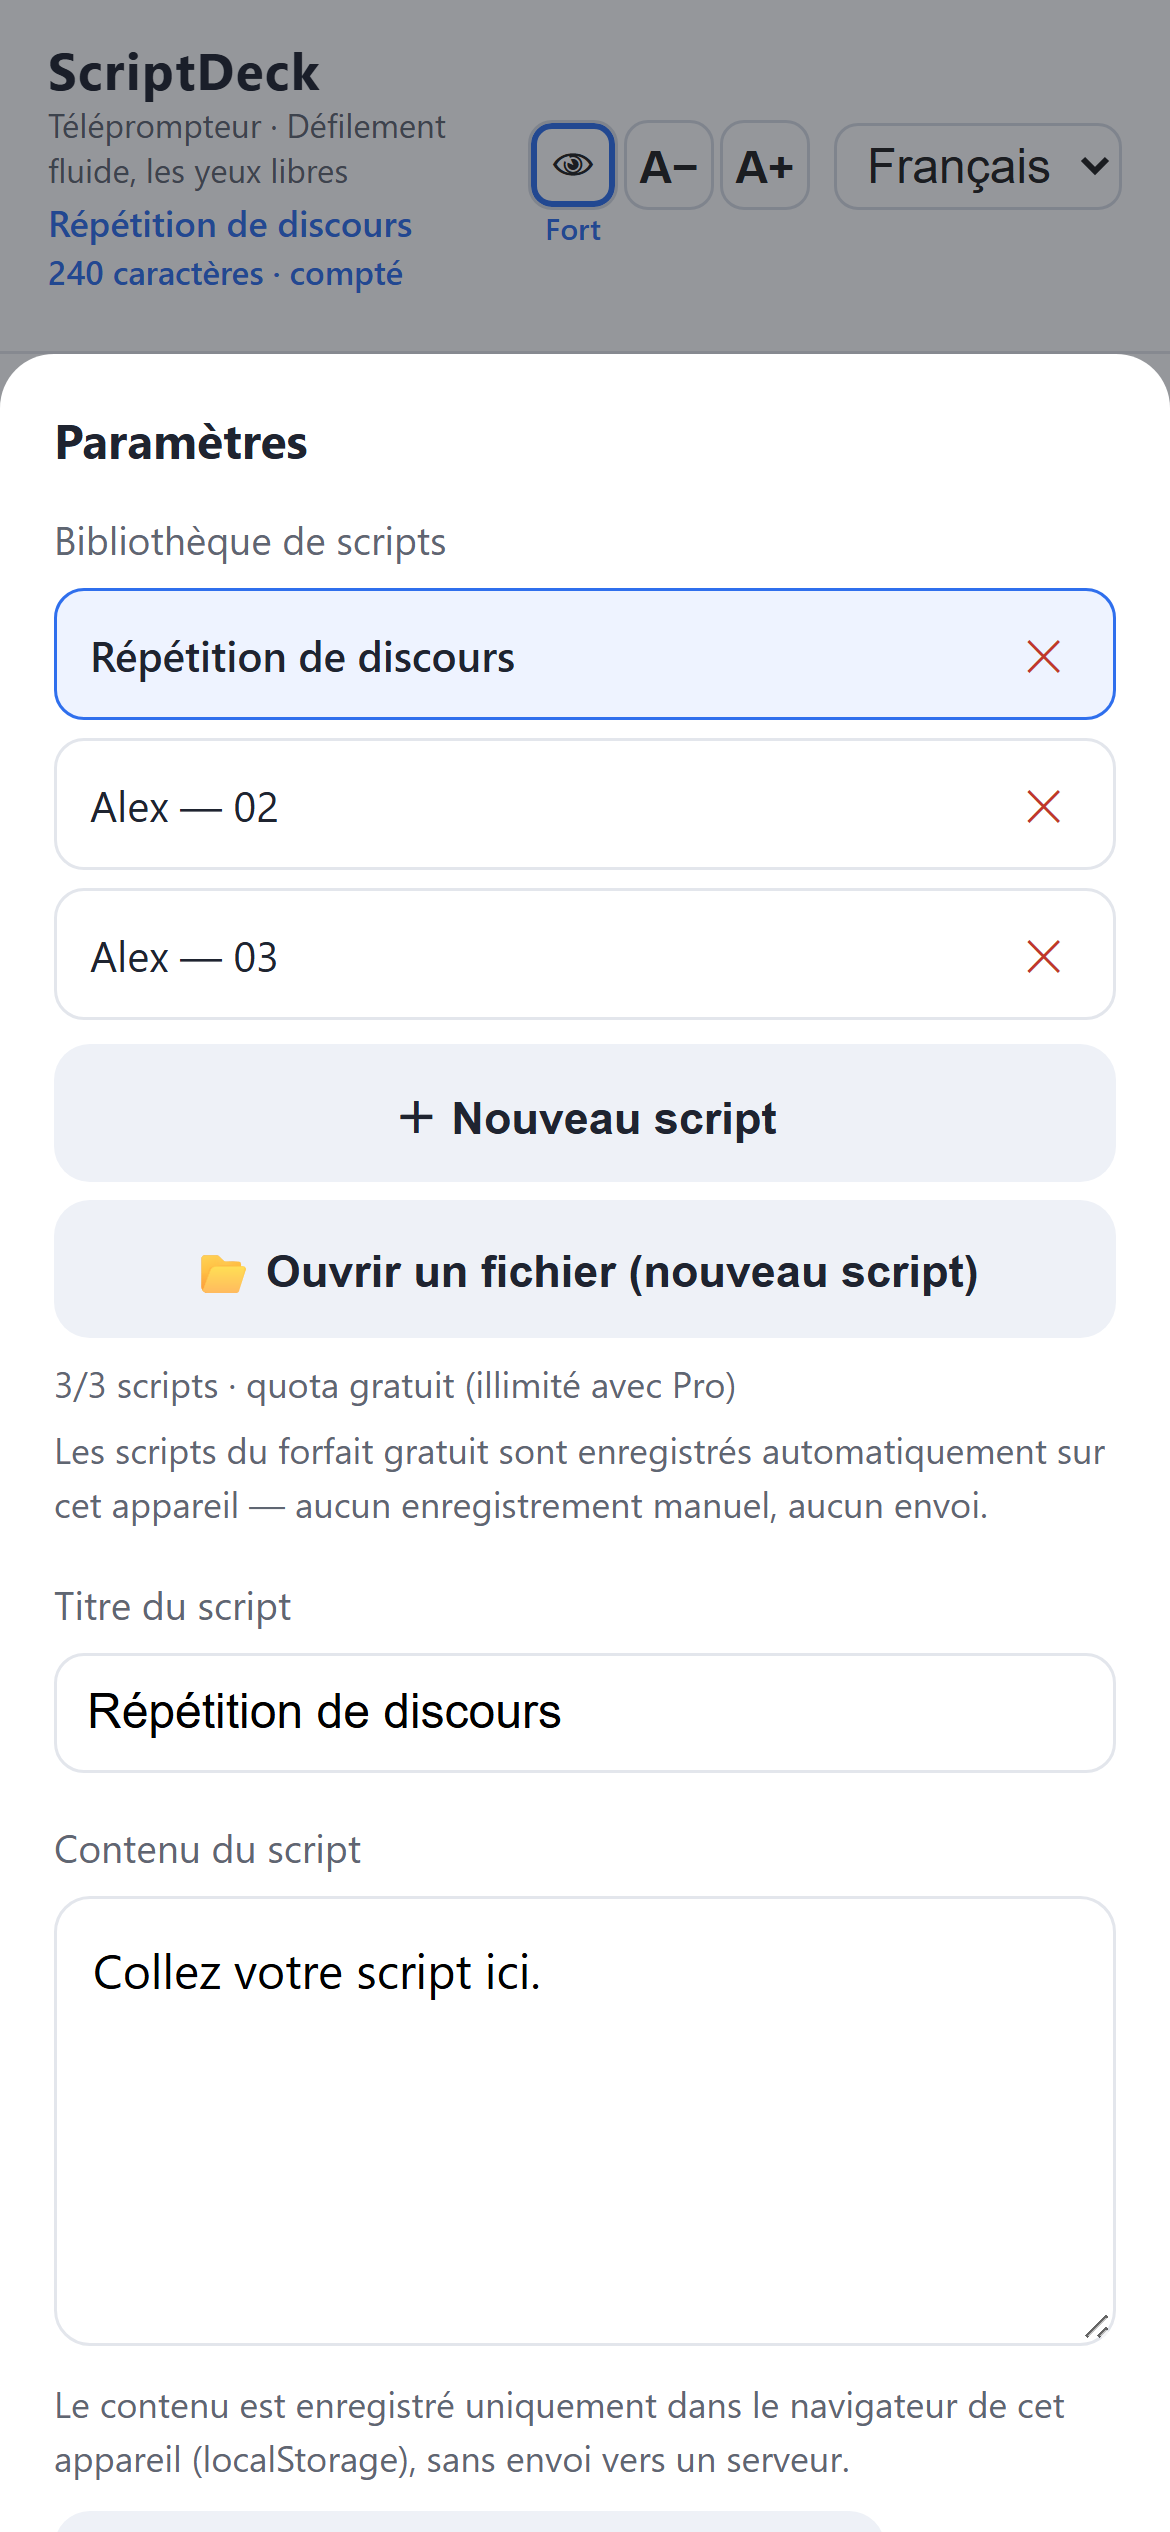 ScriptDeck
Téléprompteur · Défilement
fluide, les yeux libres
Répétition de discours
240 caractères · compté
Fort
A−
A+
Français
Paramètres
Bibliothèque de scripts
Répétition de discours
Alex — 02
Alex — 03
+ Nouveau script
Ouvrir un fichier (nouveau script)
3/3 scripts · quota gratuit (illimité avec Pro)
Les scripts du forfait gratuit sont enregistrés automatiquement sur
cet appareil — aucun enregistrement manuel, aucun envoi.
Titre du script
Répétition de discours
Contenu du script
Collez votre script ici.
Le contenu est enregistré uniquement dans le navigateur de cet
appareil (localStorage), sans envoi vers un serveur.